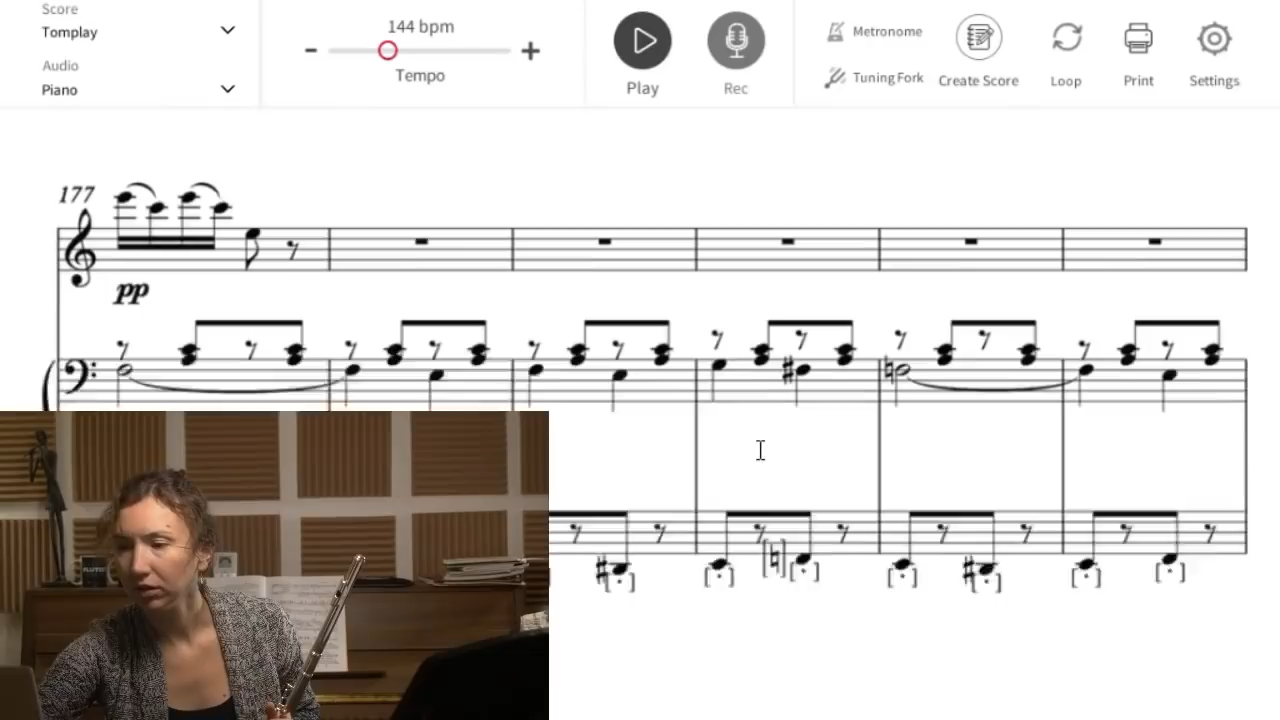 Score
Tomplay
Audio
Piano
144 bpm
Tempo
Play
Rec
Metronome
Tuning Fork
Create Score
Loop
Print
Settings
177
pp